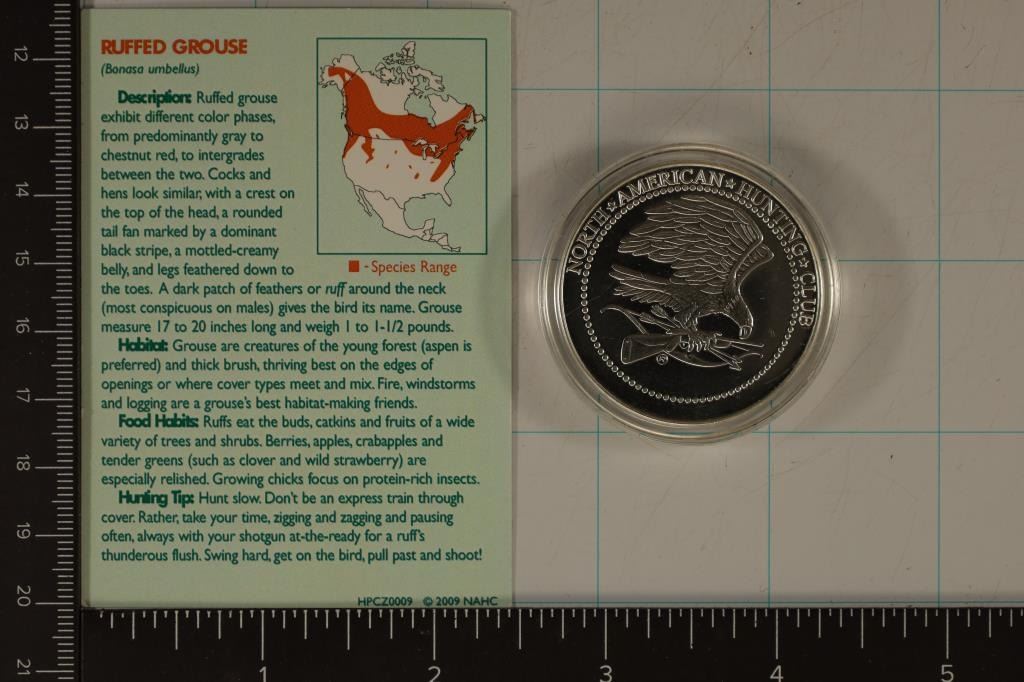 RUFFED GROUSE
(Bonasa umbellus)
Description: Ruffed grouse
exhibit different color phases,
from predominantly gray to
chestnut red, to intergrades
between the two. Cocks and
hens look similar, with a crest on
the top of the head, a rounded
tail fan marked by a dominant
black stripe, a mottled-creamy
belly, and legs feathered down to
the toes. A dark patch of feathers or ruff around the neck
(most conspicuous on males) gives the bird its name. Grouse
measure 17 to 20 inches long and weigh 1 to 1-1/2 pounds.
Habitat: Grouse are creatures of the young forest (aspen is
preferred) and thick brush, thriving best on the edges of
openings or where cover types meet and mix. Fire, windstorms
and logging are a grouse's best habitat-making friends.
Food Habits: Ruffs eat the buds, catkins and fruits of a wide
variety of trees and shrubs. Berries, apples, crabapples and
tender greens (such as clover and wild strawberry) are
especially relished. Growing chicks focus on protein-rich insects.
Hunting Tip: Hunt slow. Don't be an express train through
cover. Rather, take your time, zigging and zagging and pausing
often, always with your shotgun at-the-ready for a ruff's
thunderous flush. Swing hard, get on the bird, pull past and shoot!
HPCZ0009 © 2009 NAHC
- Species Range
NORTH ★ AMERICAN ★ HUNTING ★ CLUB
12
13
14
15
16
17
18
19
20
21
1
2
3
4
5